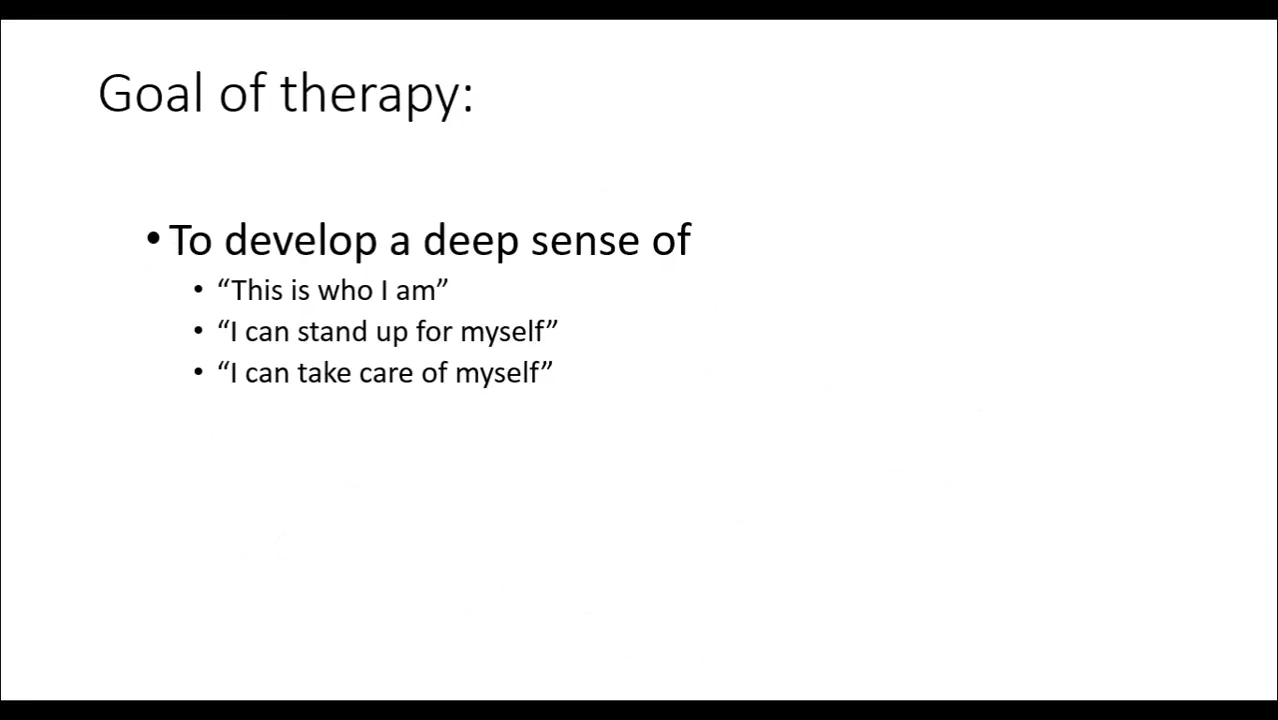 Goal of therapy:
• To develop a deep sense of
• “This is who I am”
• “I can stand up for myself”
• “I can take care of myself”